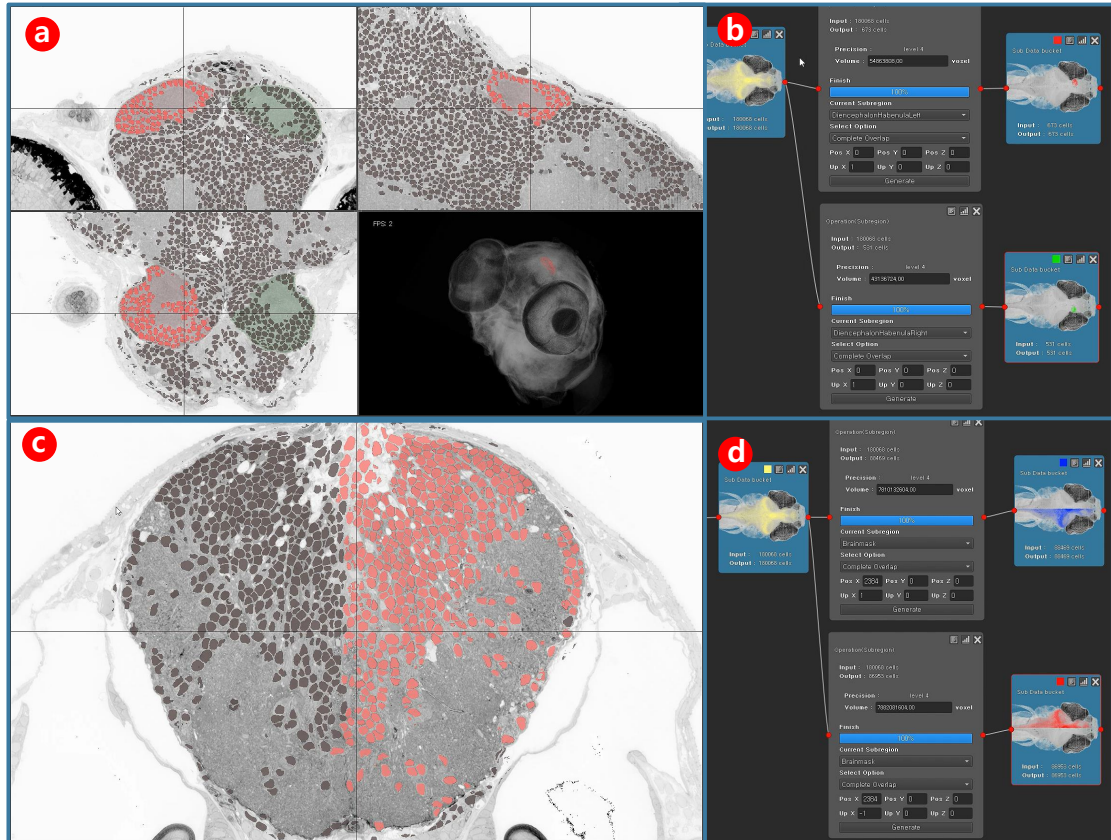 a
FPS: 2
b
Input : 180068 cells
Output : 673 cells
Precision : level 4
Volume : 54863808.00 voxel
Finish
100%
Current Subregion
DiencephalonHabenulaLeft
Select Option
Complete Overlap
Pos X 0 Pos Y 0 Pos Z 0
Up X 1 Up Y 0 Up Z 0
Generate
Data bucket
Input : 180068 cells
Output : 180068 cells
Sub Data bucket
Input : 673 cells
Output : 673 cells
Operation(Subregion)
Input : 180068 cells
Output : 531 cells
Precision : level 4
Volume : 43136724.00 voxel
Finish
100%
Current Subregion
DiencephalonHabenulaRight
Select Option
Complete Overlap
Pos X 0 Pos Y 0 Pos Z 0
Up X 1 Up Y 0 Up Z 0
Generate
Sub Data bucket
Input : 531 cells
Output : 531 cells
c
d
Sub Data bucket
Input : 180068 cells
Output : 180068 cells
Operation(Subregion)
Input : 180068 cells
Output : 88469 cells
Precision : level 4
Volume : 7810132604.00 voxel
Finish
100%
Current Subregion
Brainmask
Select Option
Complete Overlap
Pos X 2384 Pos Y 0 Pos Z 0
Up X 1 Up Y 0 Up Z 0
Generate
Sub Data bucket
Input : 88469 cells
Output : 88469 cells
Operation(Subregion)
Input : 180068 cells
Output : 86953 cells
Precision : level 4
Volume : 7882081604.00 voxel
Finish
100%
Current Subregion
Brainmask
Select Option
Complete Overlap
Pos X 2384 Pos Y 0 Pos Z 0
Up X -1 Up Y 0 Up Z 0
Generate
Sub Data bucket
Input : 86953 cells
Output : 86953 cells